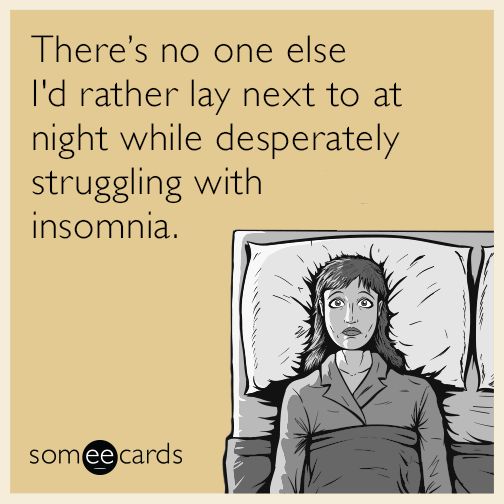 There’s no one else
I'd rather lay next to at
night while desperately
struggling with
insomnia.
someecards